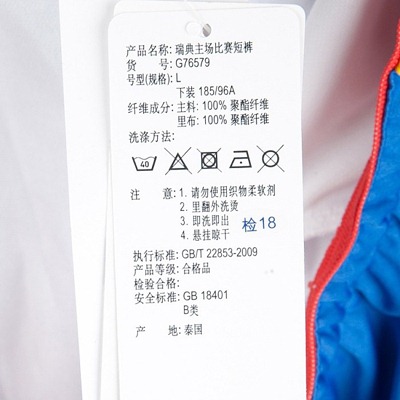 产品名称: 瑞典主场比赛短裤
货 号: G76579
号型(规格): L
下装 185/96A
纤维成分: 主料: 100% 聚酯纤维
里布: 100% 聚酯纤维
洗涤方法:
40
注 意: 1. 请勿使用织物柔软剂
2. 里翻外洗烫
3. 即洗即出
4. 悬挂晾干
检18
执行标准: GB/T 22853-2009
产品等级: 合格品
检验合格:
安全标准: GB 18401
B类
产 地: 泰国